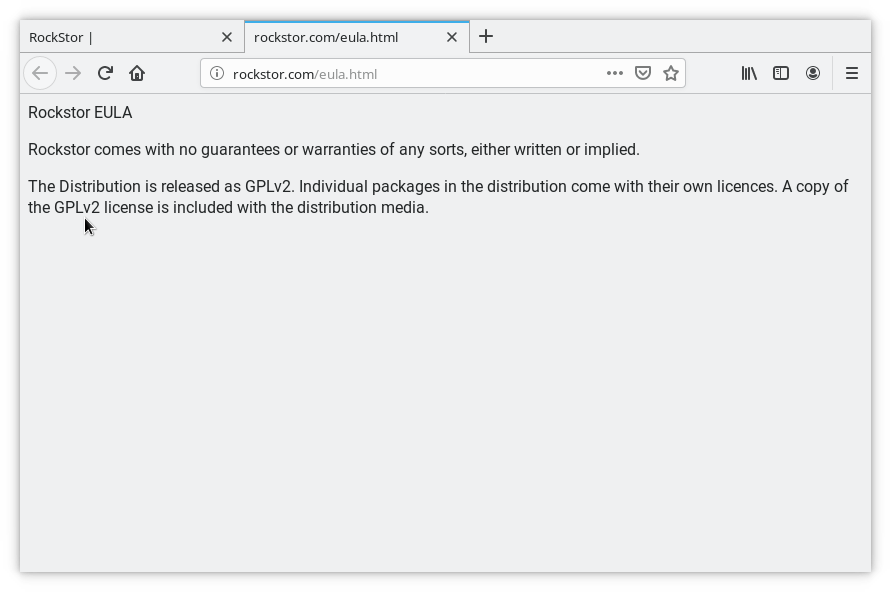 RockStor |
rockstor.com/eula.html
rockstor.com/eula.html
Rockstor EULA
Rockstor comes with no guarantees or warranties of any sorts, either written or implied.
The Distribution is released as GPLv2. Individual packages in the distribution come with their own licences. A copy of
the GPLv2 license is included with the distribution media.